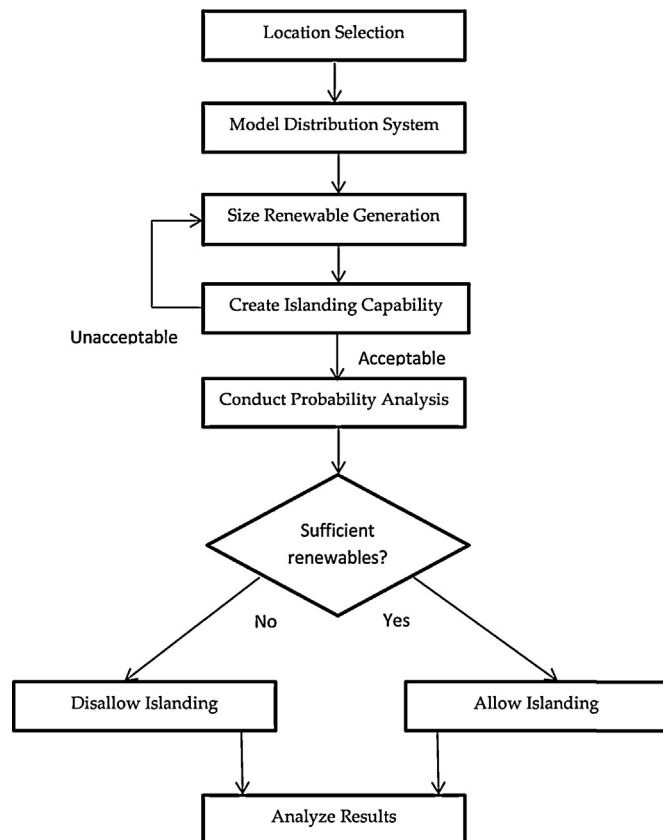 Location Selection
Model Distribution System
Size Renewable Generation
Create Islanding Capability
Unacceptable
Acceptable
Conduct Probability Analysis
Sufficient
renewables?
No
Yes
Disallow Islanding
Allow Islanding
Analyze Results